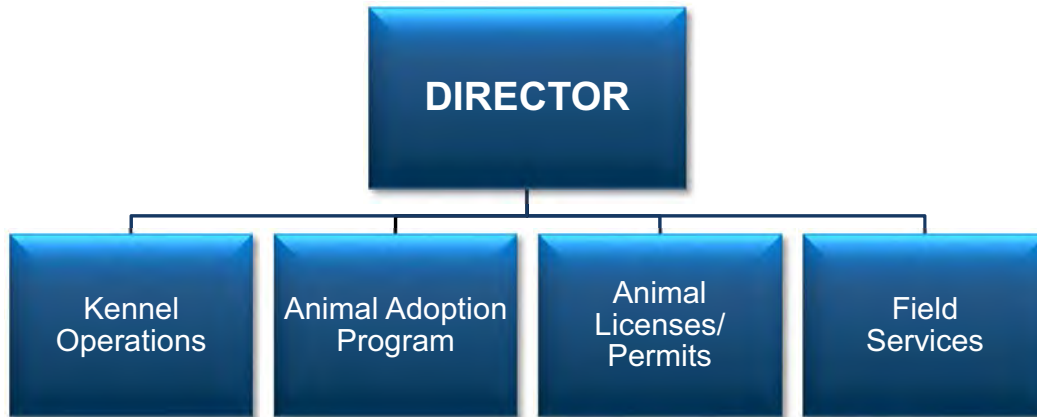 DIRECTOR
Kennel
Operations
Animal Adoption
Program
Animal
Licenses/
Permits
Field
Services